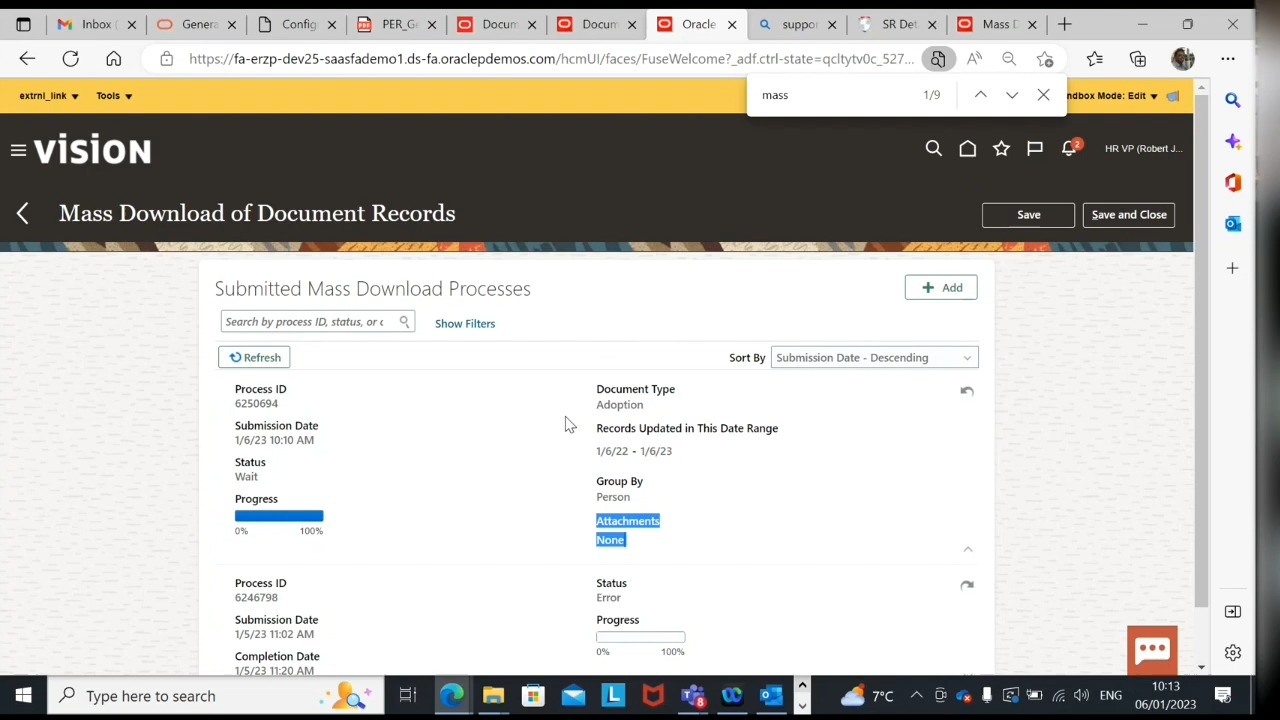 Inbox (
Genera
Config
PER_Ge
Docum
Docum
Oracle
suppor
SR Det
Mass D
https://fa-erzp-dev25-saasfademo1.ds-fa.oraclepdemos.com/hcmUI/faces/FuseWelcome?_adf.ctrl-state=qcltytv0c_527...
mass
1/9
extrnl_link
Tools
ndbox Mode: Edit
VISION
2
HR VP (Robert J...
Mass Download of Document Records
Save
Save and Close
Submitted Mass Download Processes
Add
Search by process ID, status, or c
Show Filters
Refresh
Sort By
Submission Date - Descending
Process ID
6250694
Submission Date
1/6/23 10:10 AM
Status
Wait
Progress
0%
100%
Document Type
Adoption
Records Updated in This Date Range
1/6/22 - 1/6/23
Group By
Person
Attachments
None
Process ID
6246798
Submission Date
1/5/23 11:02 AM
Completion Date
1/5/23 11:20 AM
Status
Error
Progress
0%
100%
Type here to search
L
8
7°C
ENG
10:13
06/01/2023